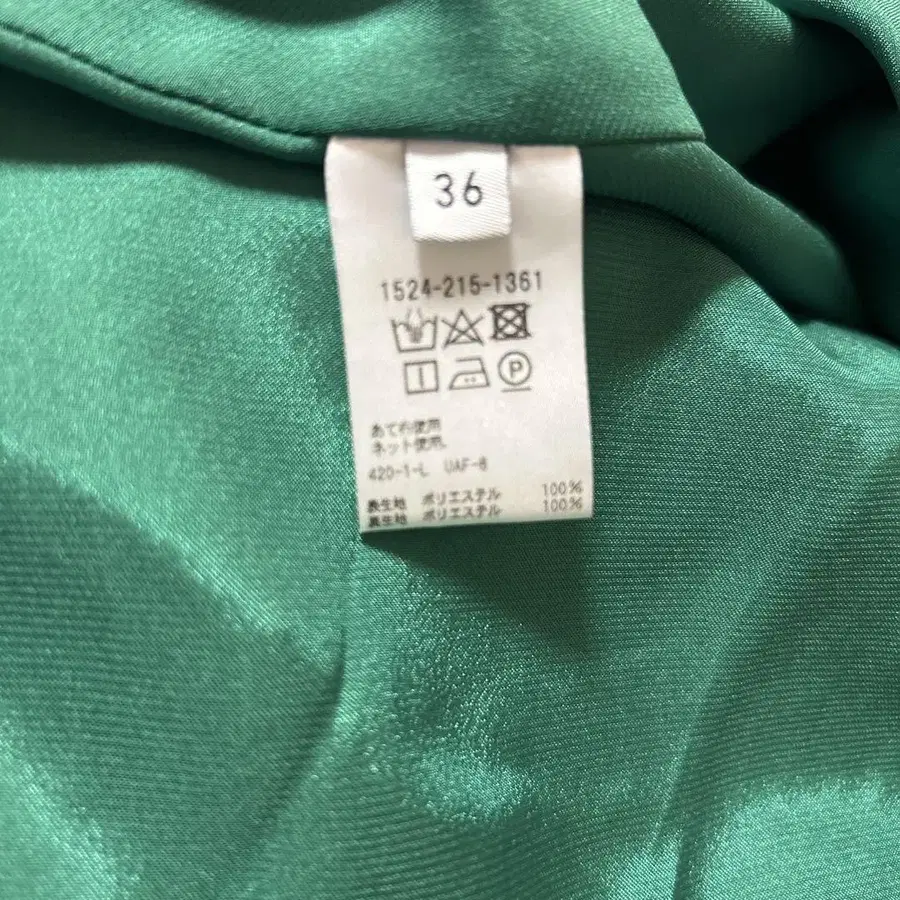 36
1524-215-1361
P
あて布使用
ネット使用。
420-1-L UAF-8
表生地 ポリエステル 100%
裏生地 ポリエステル 100%